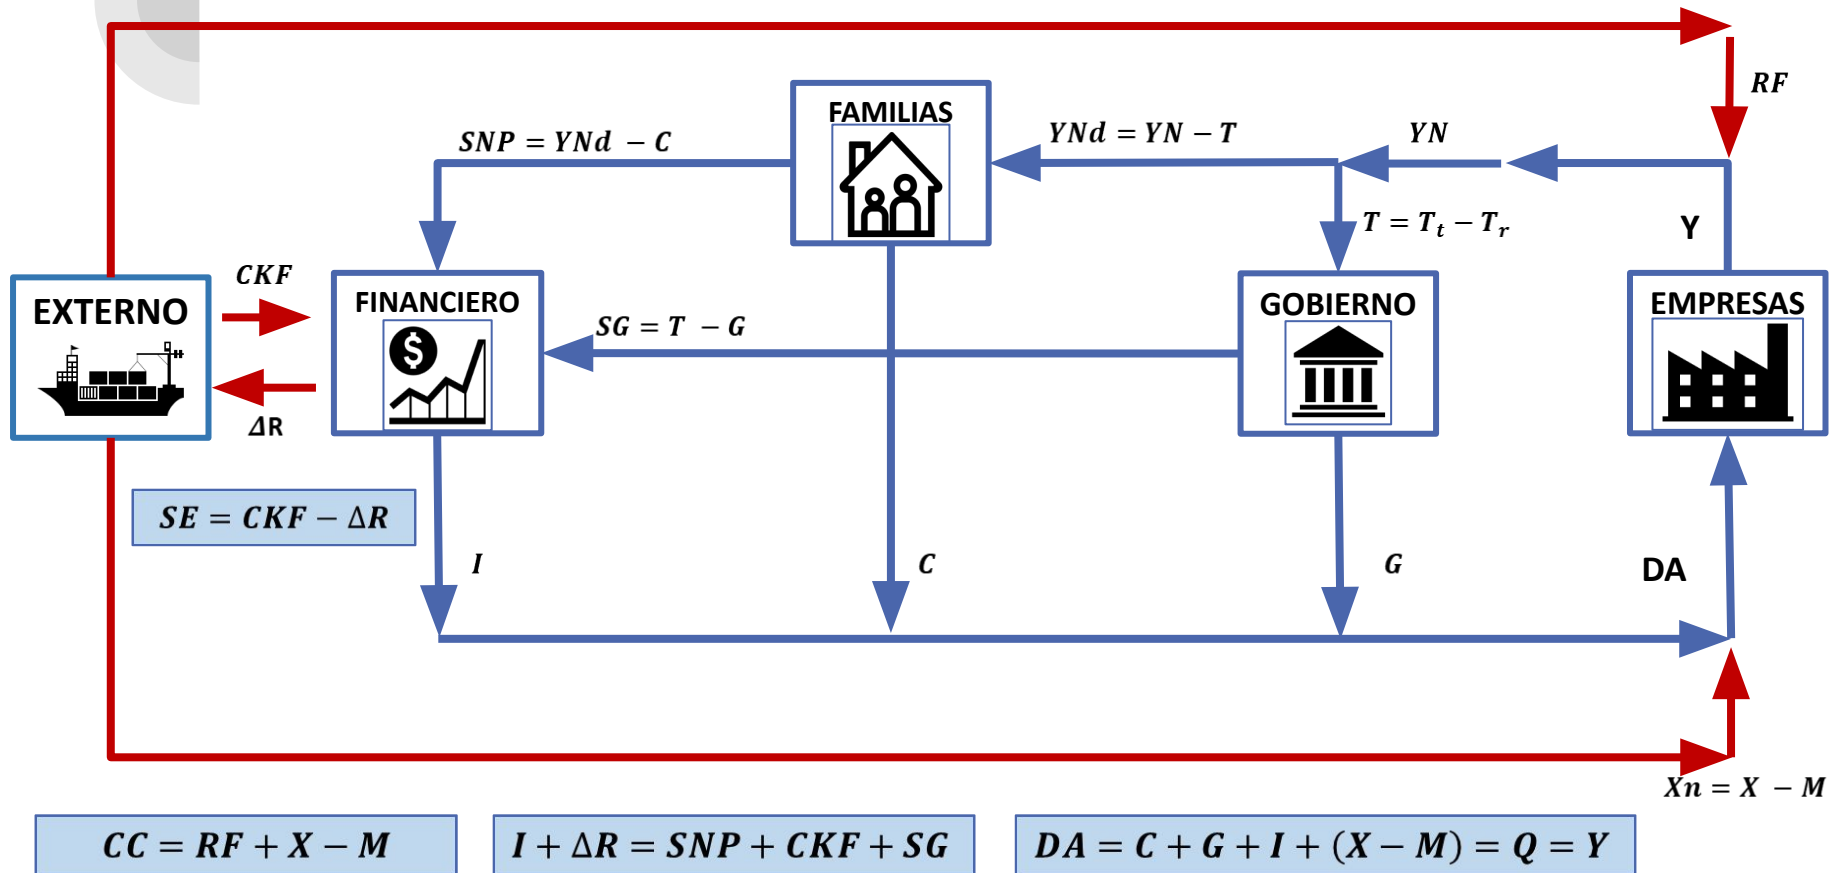 RF
FAMILIAS
SNP = YNd − C
YNd = YN − T
YN
T = Tₜ − Tᵣ
Y
CKF
EXTERNO
FINANCIERO
$
SG = T − G
GOBIERNO
EMPRESAS
ΔR
SE = CKF − ΔR
I
C
G
DA
Xn = X − M
CC = RF + X − M
I + ΔR = SNP + CKF + SG
DA = C + G + I + (X − M) = Q = Y